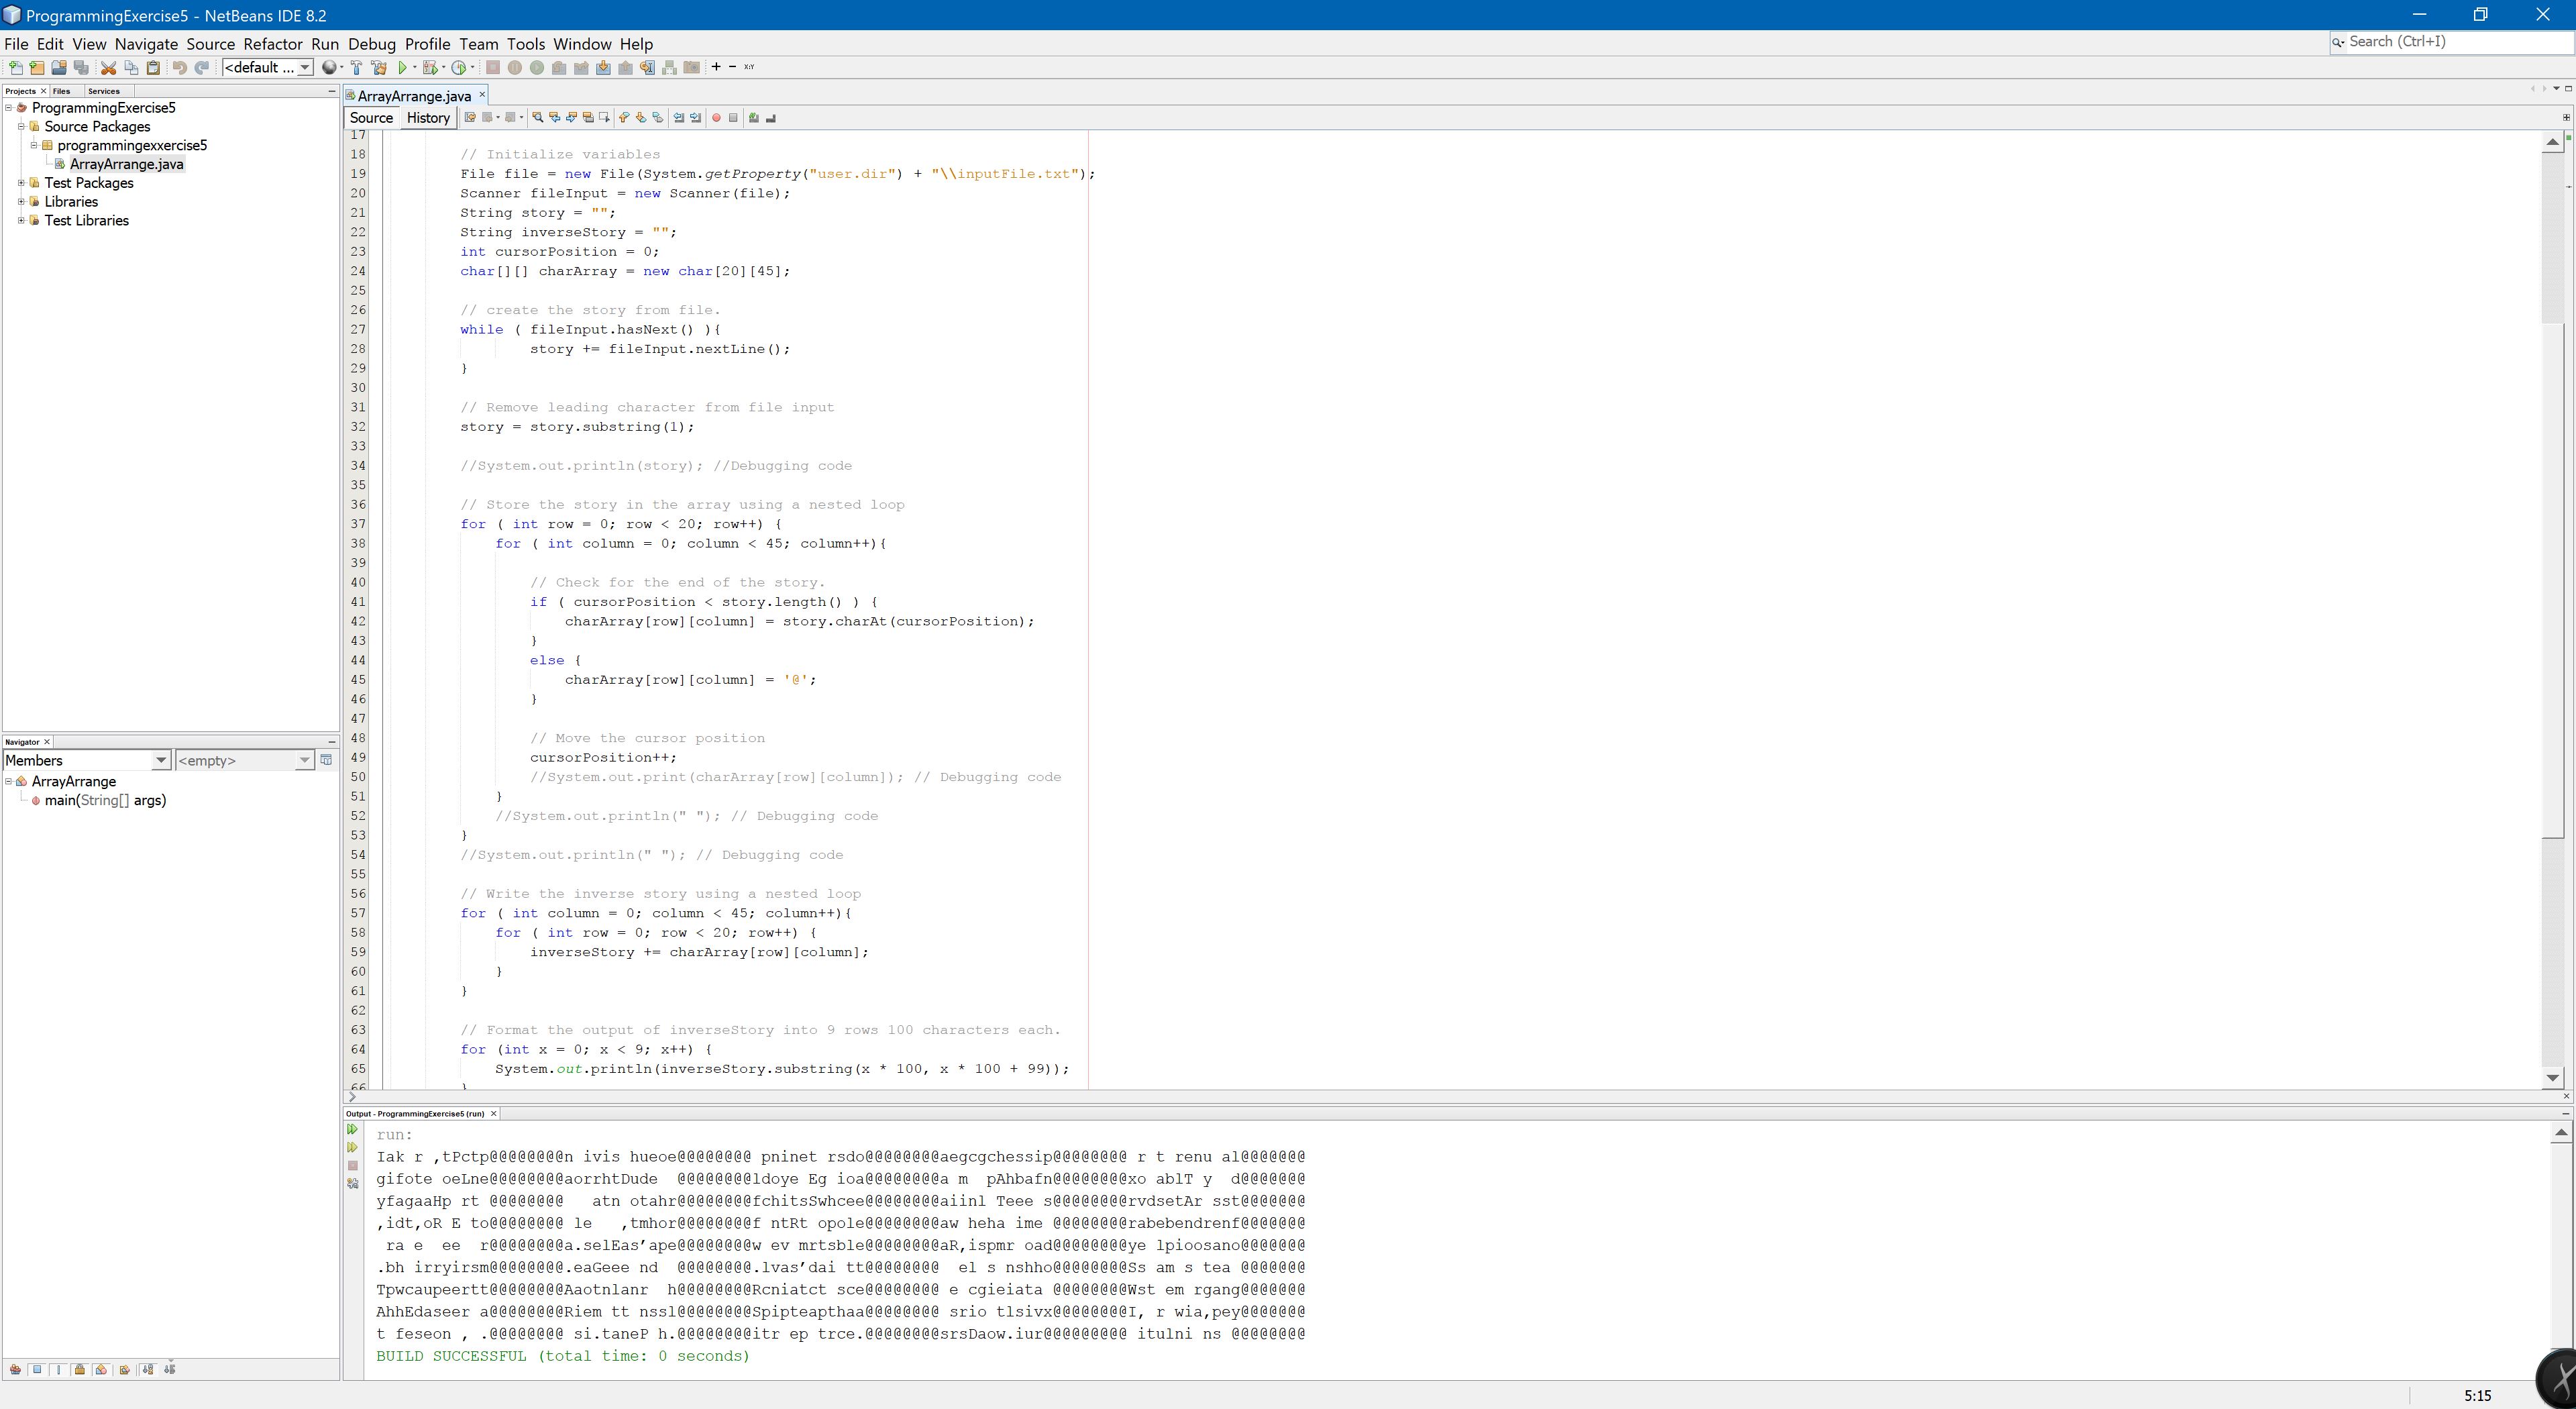 ProgrammingExercise5 - NetBeans IDE 8.2
File Edit View Navigate Source Refactor Run Debug Profile Team Tools Window Help
Search (Ctrl+I)
<default ...
Projects Files Services
ProgrammingExercise5
Source Packages
programmingexxercise5
ArrayArrange.java
Test Packages
Libraries
Test Libraries
Navigator
Members <empty>
ArrayArrange
main(String[] args)
ArrayArrange.java
Source History
17
18 // Initialize variables
19 File file = new File(System.getProperty("user.dir") + "\\inputFile.txt");
20 Scanner fileInput = new Scanner(file);
21 String story = "";
22 String inverseStory = "";
23 int cursorPosition = 0;
24 char[][] charArray = new char[20][45];
25
26 // create the story from file.
27 while ( fileInput.hasNext() ){
28 story += fileInput.nextLine();
29 }
30
31 // Remove leading character from file input
32 story = story.substring(1);
33
34 //System.out.println(story); //Debugging code
35
36 // Store the story in the array using a nested loop
37 for ( int row = 0; row < 20; row++) {
38 for ( int column = 0; column < 45; column++){
39
40 // Check for the end of the story.
41 if ( cursorPosition < story.length() ) {
42 charArray[row][column] = story.charAt(cursorPosition);
43 }
44 else {
45 charArray[row][column] = '@';
46 }
47
48 // Move the cursor position
49 cursorPosition++;
50 //System.out.print(charArray[row][column]); // Debugging code
51 }
52 //System.out.println(" "); // Debugging code
53 }
54 //System.out.println(" "); // Debugging code
55
56 // Write the inverse story using a nested loop
57 for ( int column = 0; column < 45; column++){
58 for ( int row = 0; row < 20; row++) {
59 inverseStory += charArray[row][column];
60 }
61 }
62
63 // Format the output of inverseStory into 9 rows 100 characters each.
64 for (int x = 0; x < 9; x++) {
65 System.out.println(inverseStory.substring(x * 100, x * 100 + 99));
66 }
Output - ProgrammingExercise5 (run)
run:
Iak r ,tPctp@@@@@@@@n ivis hueoe@@@@@@@@ pninet rsdo@@@@@@@@aegcgchessip@@@@@@@@ r t renu al@@@@@@@
gifote oeLne@@@@@@@@aorrhtDude  @@@@@@@@ldoye Eg ioa@@@@@@@@a m  pAhbafn@@@@@@@@xo ablT y  d@@@@@@@
yfagaaHp rt @@@@@@@@   atn otahr@@@@@@@@fchitsSwhcee@@@@@@@@aiinl Teee s@@@@@@@@rvdsetAr sst@@@@@@@
,idt,oR E to@@@@@@@@ le   ,tmhor@@@@@@@@f ntRt opole@@@@@@@@aw heha ime @@@@@@@@rabebendrenf@@@@@@@
 ra e  ee  r@@@@@@@@a.selEas’ape@@@@@@@@w ev mrtsble@@@@@@@@aR,ispmr oad@@@@@@@@ye lpioosano@@@@@@@
.bh irryirsm@@@@@@@@.eaGeee nd  @@@@@@@@.lvas’dai tt@@@@@@@@  el s nshho@@@@@@@@Ss am s tea @@@@@@@
Tpwcaupeertt@@@@@@@@Aaotnlanr  h@@@@@@@@Rcniatct sce@@@@@@@@ e cgieiata @@@@@@@@Wst em rgang@@@@@@@
AhhEdaseer a@@@@@@@@Riem tt nssl@@@@@@@@Spipteapthaa@@@@@@@@ srio tlsivx@@@@@@@@I, r wia,pey@@@@@@@
t feseon , .@@@@@@@@ si.taneP h.@@@@@@@@itr ep trce.@@@@@@@@srsDaow.iur@@@@@@@@@ itulni ns @@@@@@@@
BUILD SUCCESSFUL (total time: 0 seconds)
5:15